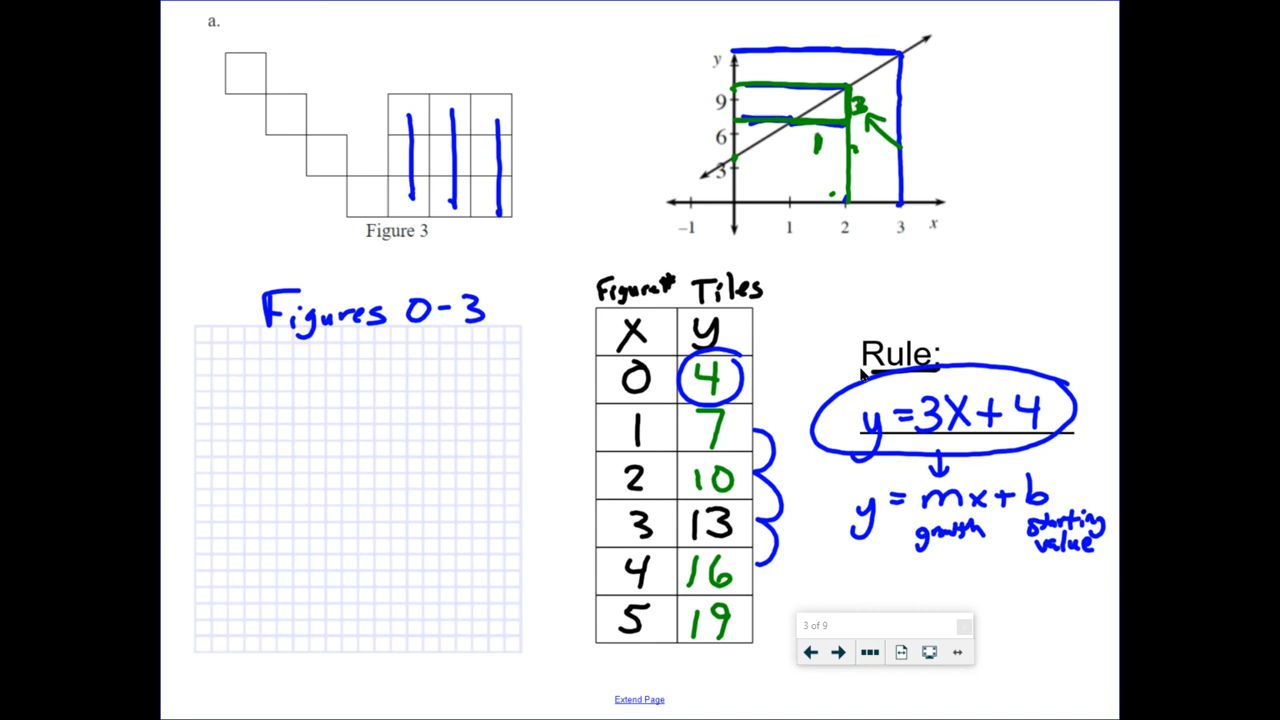 a.
y
9
6
3
3
1
-1
1
2
3
x
Figure 3
Figures 0-3
Figure# Tiles
x y
0 4
1 7
2 10
3 13
4 16
5 19
Rule:
y = 3x + 4
y = mx + b
growth
starting value
3 of 9
Extend Page